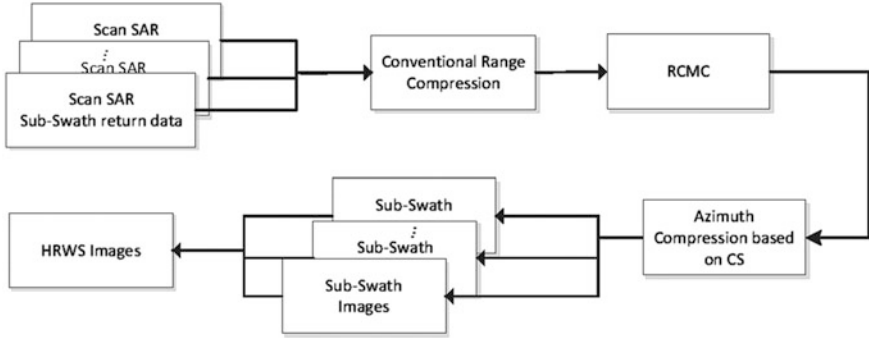 Scan SAR
⋮
Scan SAR
Scan SAR
Sub-Swath return data
Conventional Range
Compression
RCMC
Azimuth
Compression based
on CS
Sub-Swath
⋮
Sub-Swath
Sub-Swath
Images
HRWS Images